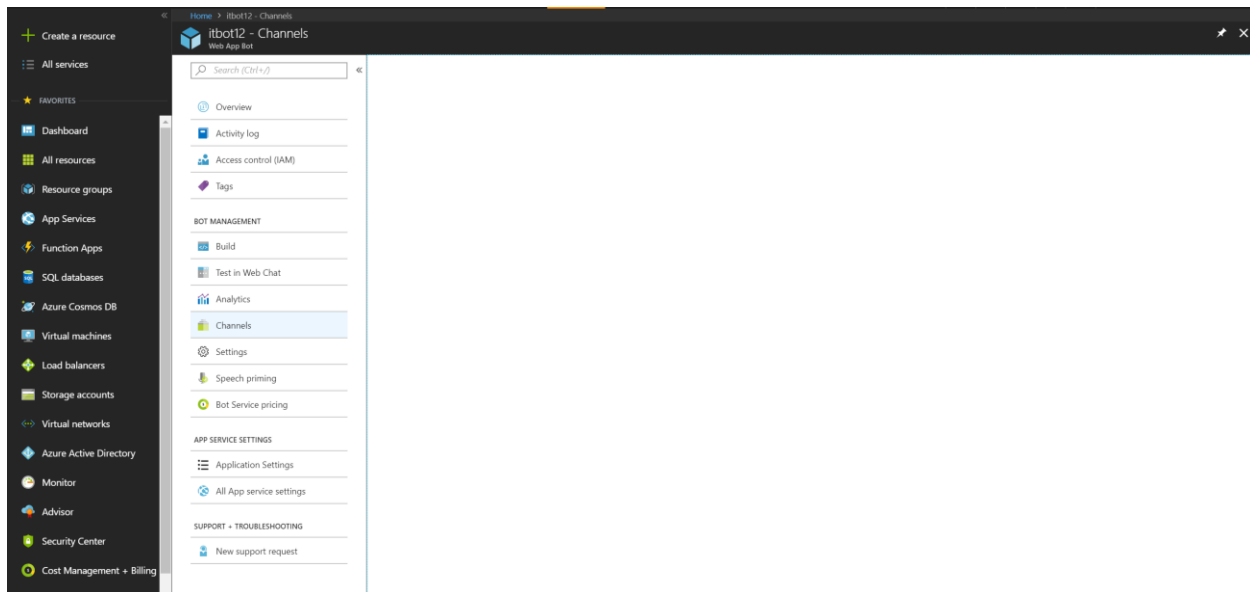 Home > itbot12 - Channels
itbot12 - Channels
Web App Bot
Create a resource
All services
FAVORITES
Dashboard
All resources
Resource groups
App Services
Function Apps
SQL databases
Azure Cosmos DB
Virtual machines
Load balancers
Storage accounts
Virtual networks
Azure Active Directory
Monitor
Advisor
Security Center
Cost Management + Billing
Search (Ctrl+/)
Overview
Activity log
Access control (IAM)
Tags
BOT MANAGEMENT
Build
Test in Web Chat
Analytics
Channels
Settings
Speech priming
Bot Service pricing
APP SERVICE SETTINGS
Application Settings
All App service settings
SUPPORT + TROUBLESHOOTING
New support request